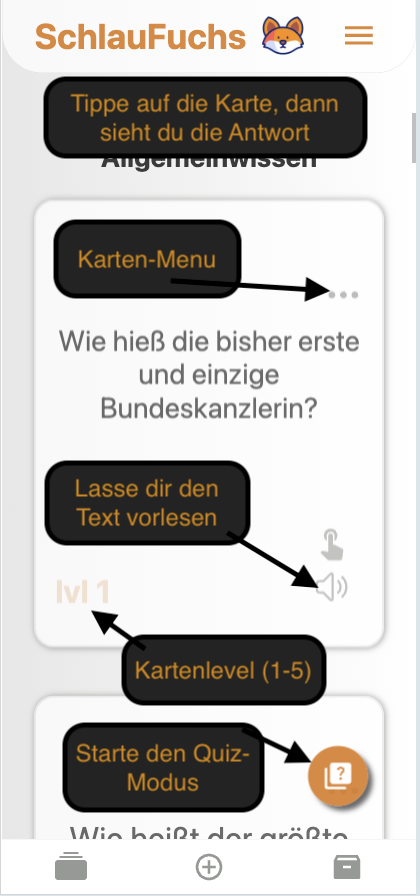 SchlauFuchs
Tippe auf die Karte, dann
sieht du die Antwort
Allgemeinwissen
Karten-Menu
Wie hieß die bisher erste
und einzige
Bundeskanzlerin?
Lasse dir den
Text vorlesen
lvl 1
Kartenlevel (1-5)
Starte den Quiz-
Modus
?
Wie heißt der größte